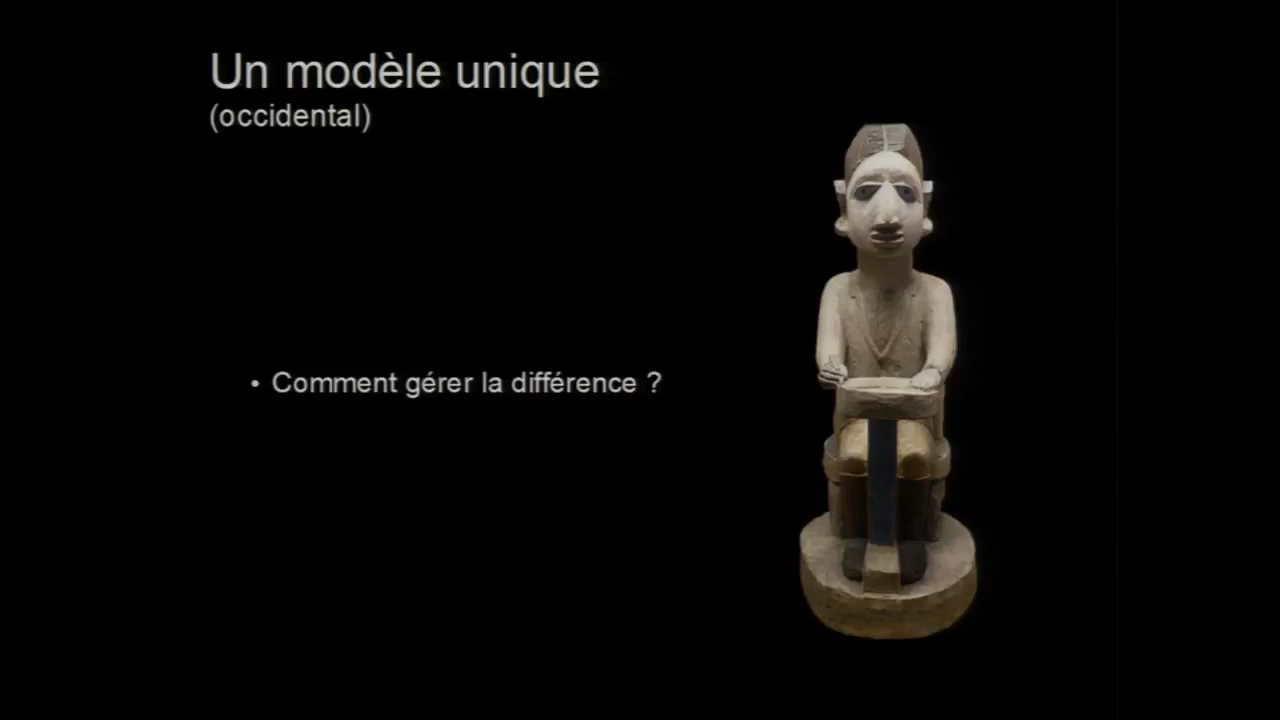 Un modèle unique
(occidental)
• Comment gérer la différence ?